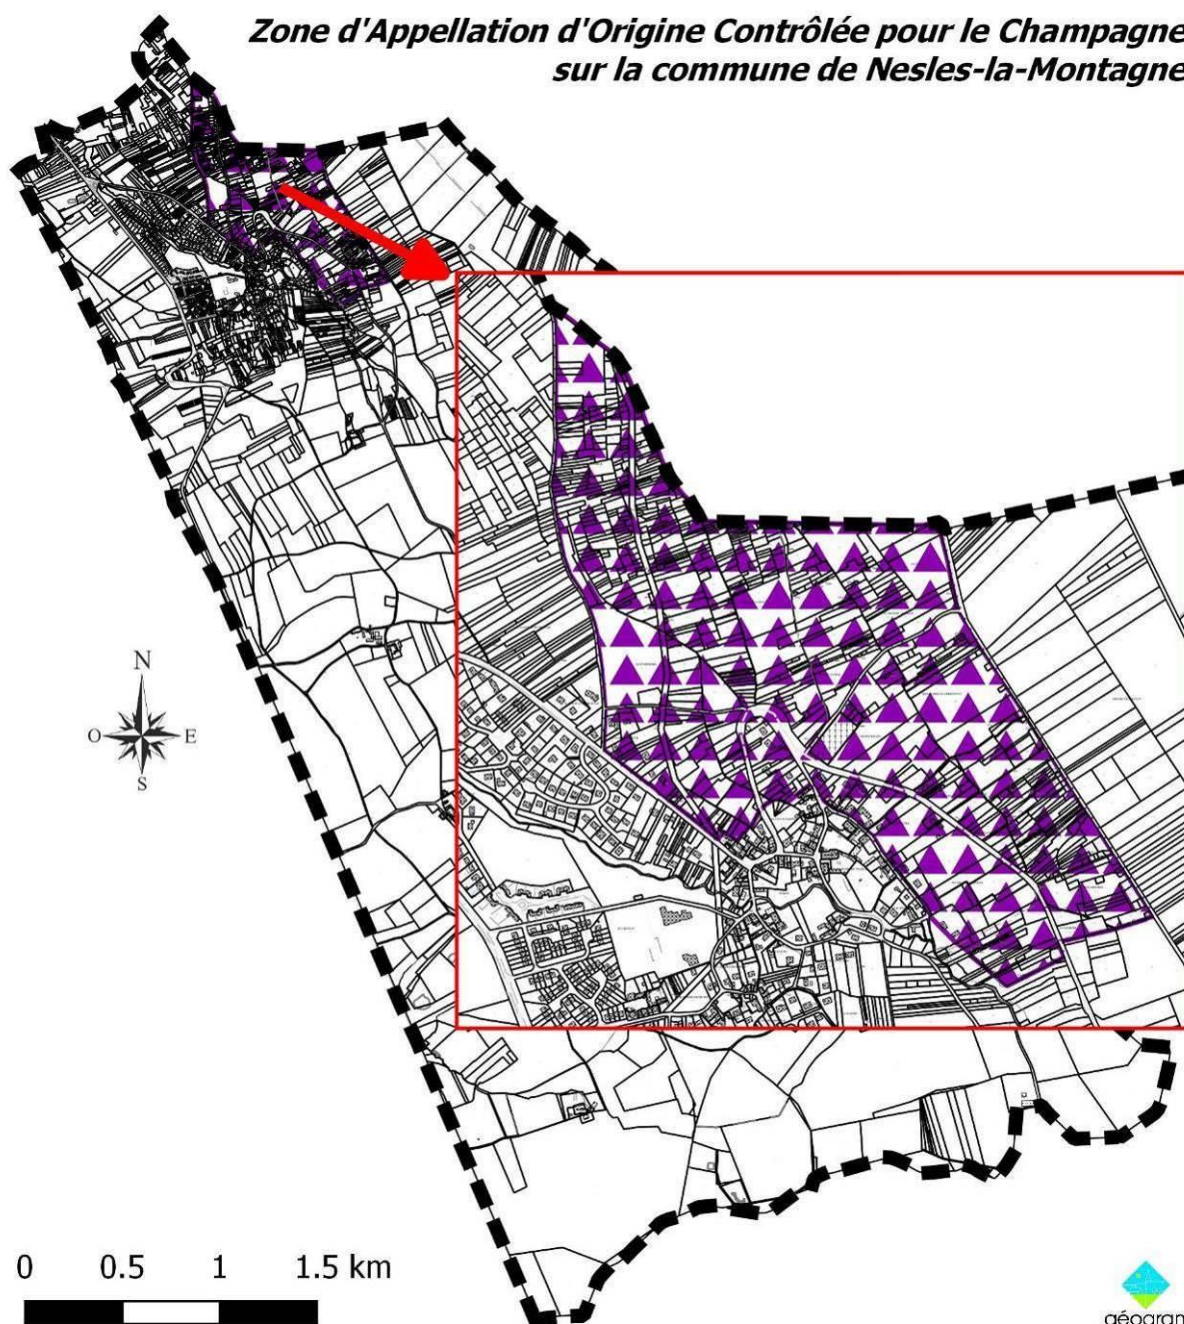 Zone d'Appellation d'Origine Contrôlée pour le Champagne
sur la commune de Nesles-la-Montagne
N
O E
S
0 0.5 1 1.5 km
géogram